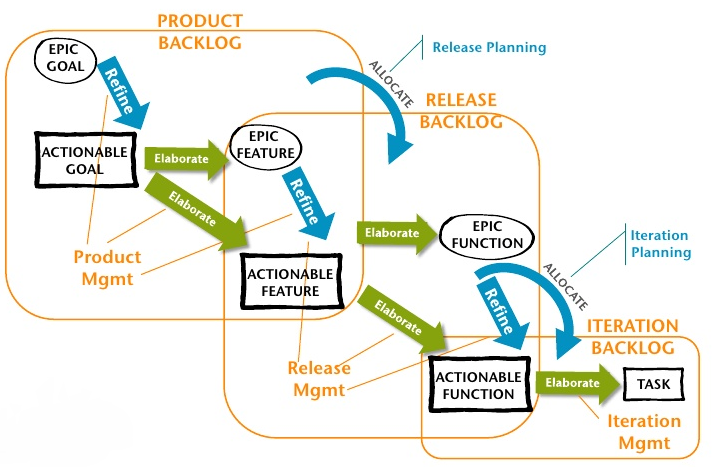 PRODUCT
BACKLOG
EPIC
GOAL
Refine
ALLOCATE
Release Planning
RELEASE
BACKLOG
ACTIONABLE
GOAL
Elaborate
EPIC
FEATURE
Elaborate
Refine
Elaborate
EPIC
FUNCTION
Iteration
Planning
Product
Mgmt
ACTIONABLE
FEATURE
ALLOCATE
Elaborate
Refine
ITERATION
BACKLOG
Release
Mgmt
ACTIONABLE
FUNCTION
Elaborate
TASK
Iteration
Mgmt